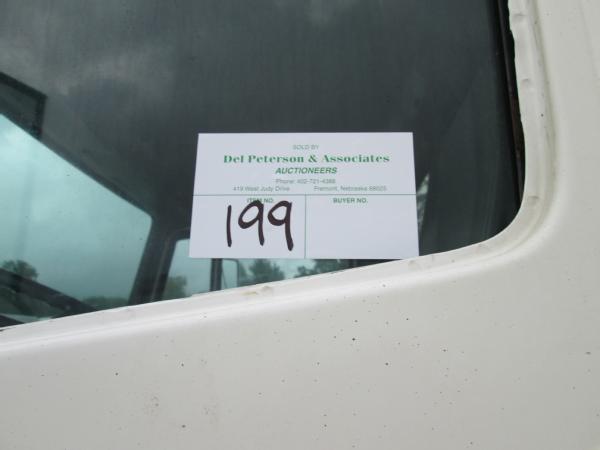 SOLD BY
Del Peterson & Associates
AUCTIONEERS
Phone: 402-721-4388
419 West Judy Drive Fremont, Nebraska 68025
ITEM NO. BUYER NO.
199